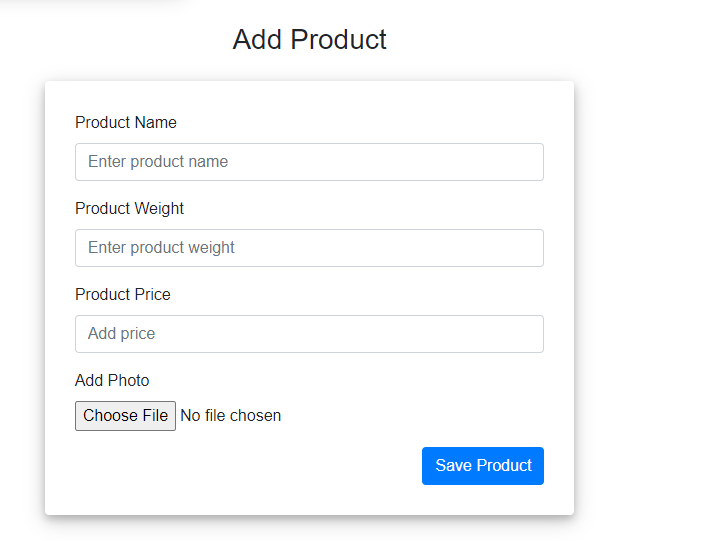 Add Product
Product Name
Enter product name
Product Weight
Enter product weight
Product Price
Add price
Add Photo
Choose File No file chosen
Save Product